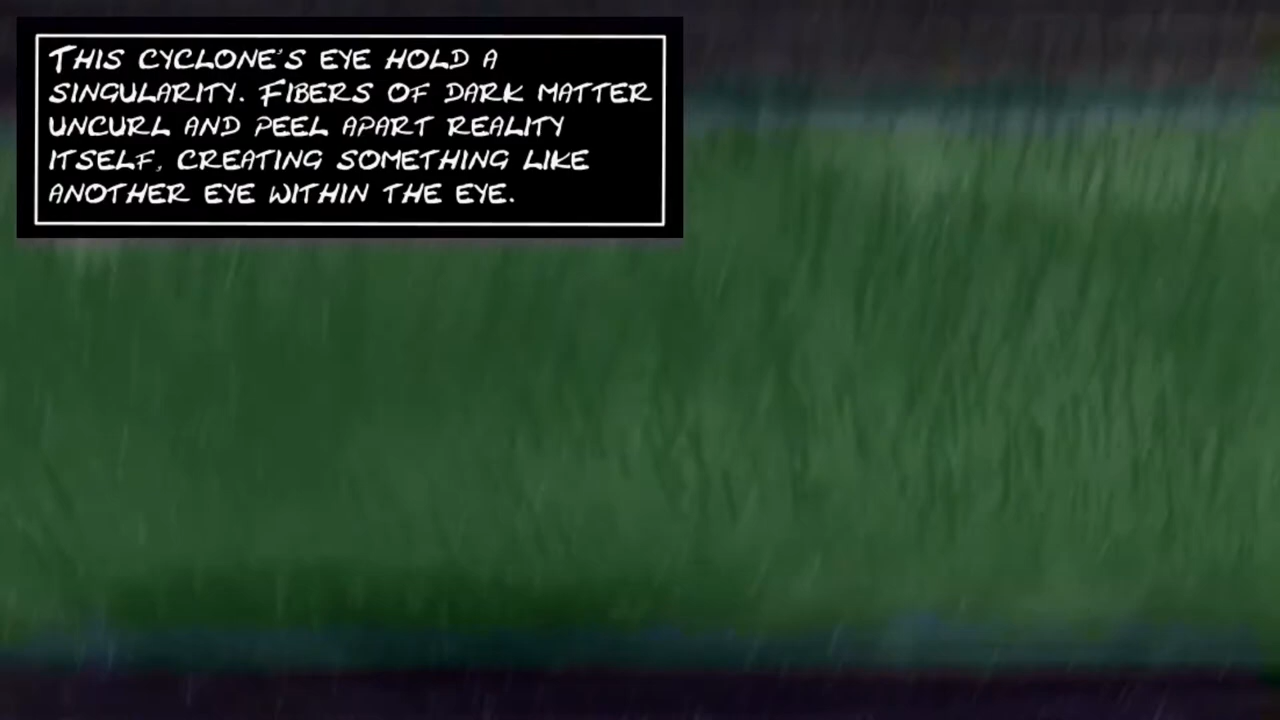 THIS CYCLONE'S EYE HOLD A
SINGULARITY. FIBERS OF DARK MATTER
UNCURL AND PEEL APART REALITY
ITSELF, CREATING SOMETHING LIKE
ANOTHER EYE WITHIN THE EYE.